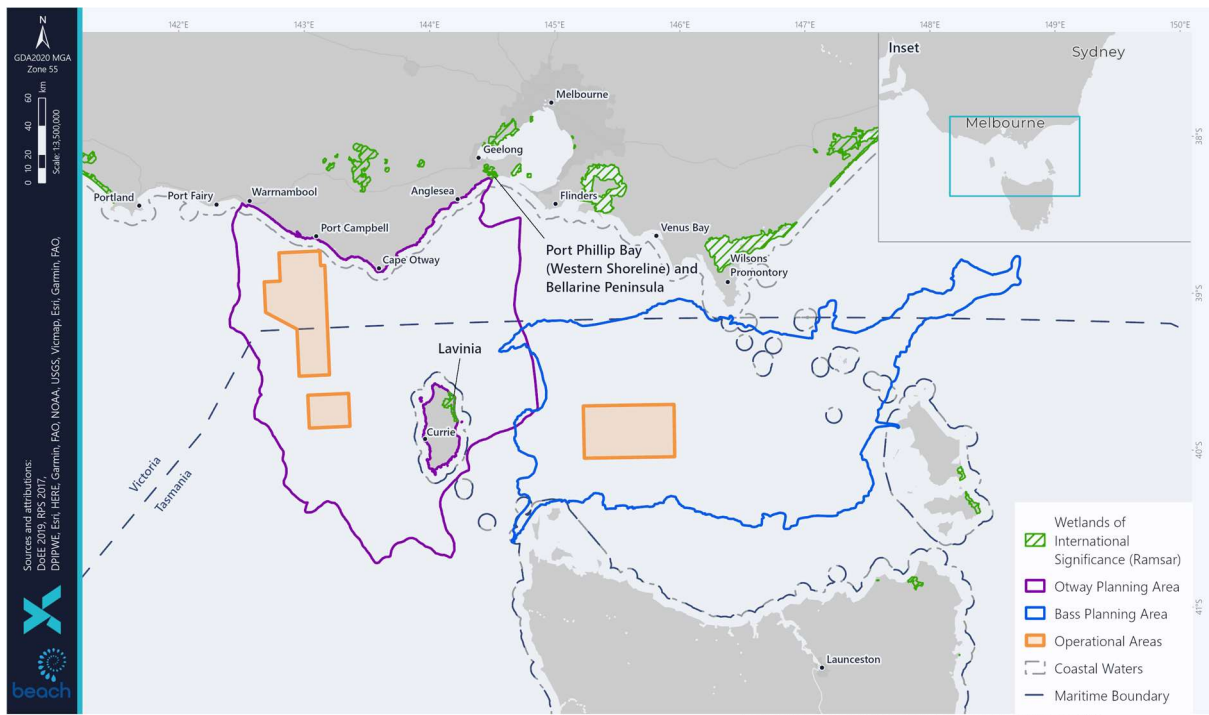 N
GDA2020 MGA
Zone 55
0 10 20 40 60
km
Scale: 1:3,500,000
Sources and attributions:
DoEE 2019, RPS 2017,
DPIPWE, Esri, HERE, Garmin, FAO, NOAA, USGS, Vicmap, Esri, Garmin, FAO,
beach
142°E
143°E
144°E
145°E
146°E
147°E
148°E
149°E
150°E
38°S
39°S
40°S
41°S
Inset
Sydney
Melbourne
Melbourne
Geelong
Portland
Port Fairy
Warrnambool
Anglesea
Flinders
Port Campbell
Venus Bay
Cape Otway
Port Phillip Bay
(Western Shoreline) and
Bellarine Peninsula
Wilsons
Promontory
Lavinia
Currie
Victoria
Tasmania
Launceston
Wetlands of
International
Significance (Ramsar)
Otway Planning Area
Bass Planning Area
Operational Areas
Coastal Waters
Maritime Boundary